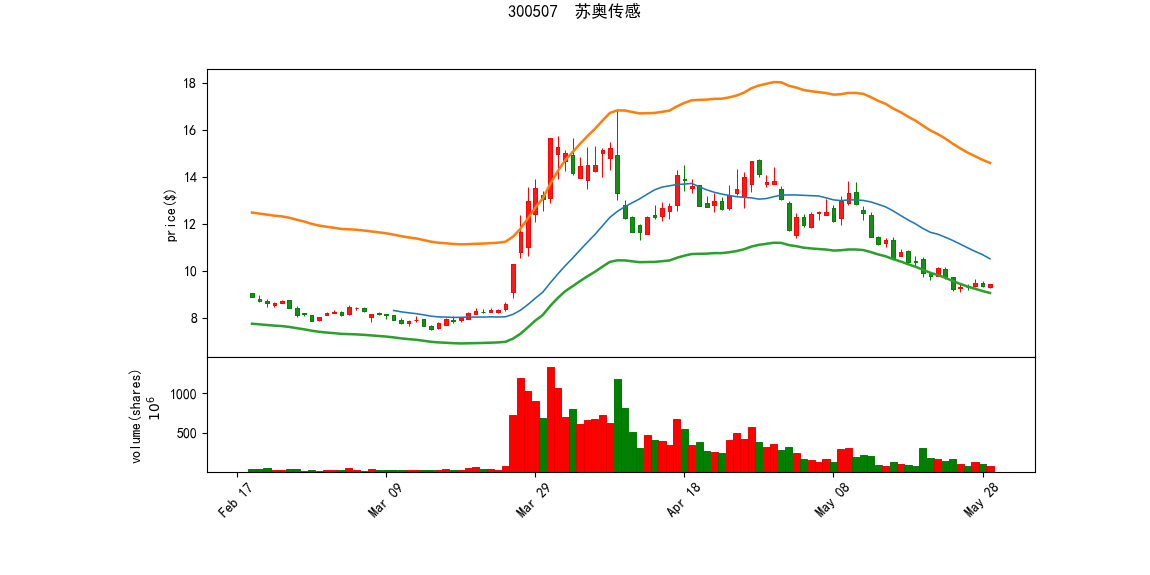 300507 苏奥传感
price($)
18
16
14
12
10
8
volume(shares)
10^6
1000
500
Feb 17
Mar 09
Mar 29
Apr 18
May 08
May 28